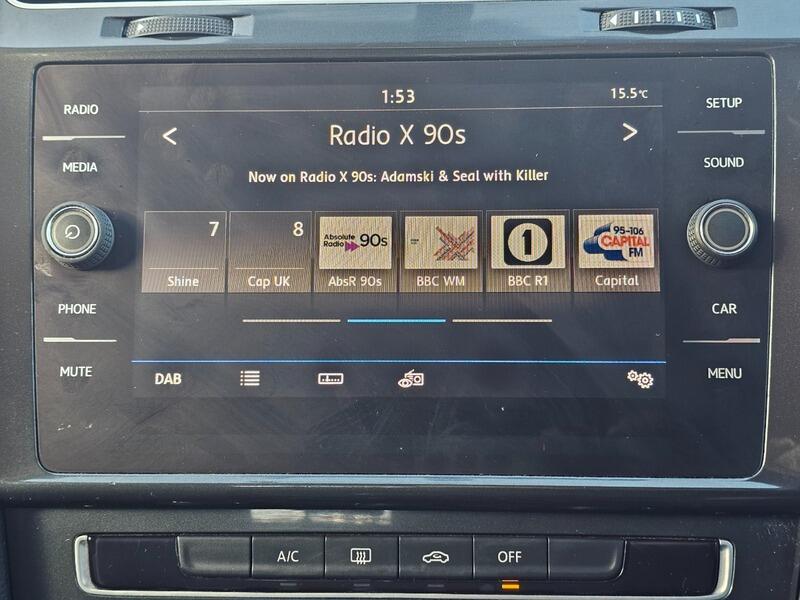 1:53
15.5°C
RADIO
SETUP
< Radio X 90s >
MEDIA
SOUND
Now on Radio X 90s: Adamski & Seal with Killer
7
8
Absolute
Radio 90s
1
95-106
CAPITAL
FM
Shine
Cap UK
AbsR 90s
BBC WM
BBC R1
Capital
PHONE
CAR
MUTE
DAB
MENU
A/C
OFF